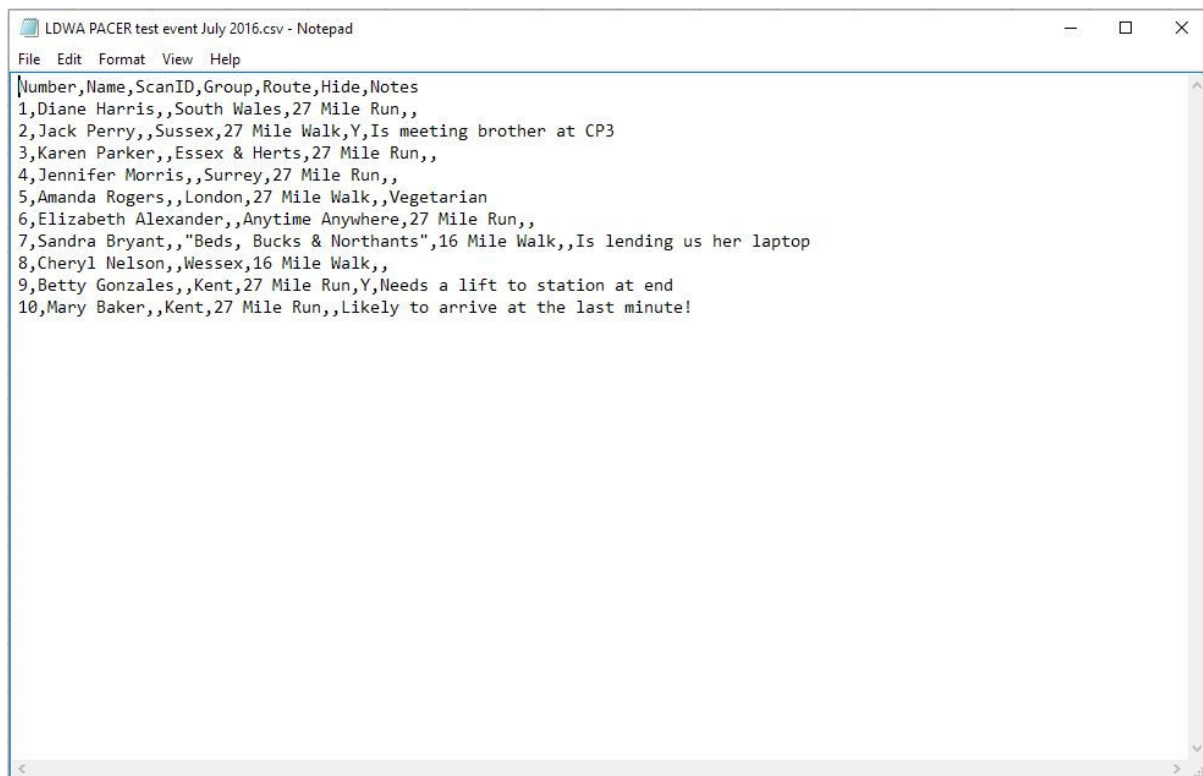 LDWA PACER test event July 2016.csv - Notepad
File Edit Format View Help
Number,Name,ScanID,Group,Route,Hide,Notes
1,Diane Harris,,South Wales,27 Mile Run,,
2,Jack Perry,,Sussex,27 Mile Walk,Y,Is meeting brother at CP3
3,Karen Parker,,Essex & Herts,27 Mile Run,,
4,Jennifer Morris,,Surrey,27 Mile Run,,
5,Amanda Rogers,,London,27 Mile Walk,,Vegetarian
6,Elizabeth Alexander,,Anytime Anywhere,27 Mile Run,,
7,Sandra Bryant,,"Beds, Bucks & Northants",16 Mile Walk,,Is lending us her laptop
8,Cheryl Nelson,,Wessex,16 Mile Walk,,
9,Betty Gonzales,,Kent,27 Mile Run,Y,Needs a lift to station at end
10,Mary Baker,,Kent,27 Mile Run,,Likely to arrive at the last minute!